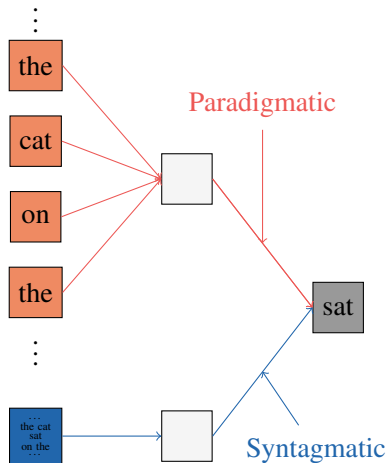 ⋮
the
Paradigmatic
cat
on
the
sat
⋮
...
the cat
sat
on the
...
Syntagmatic